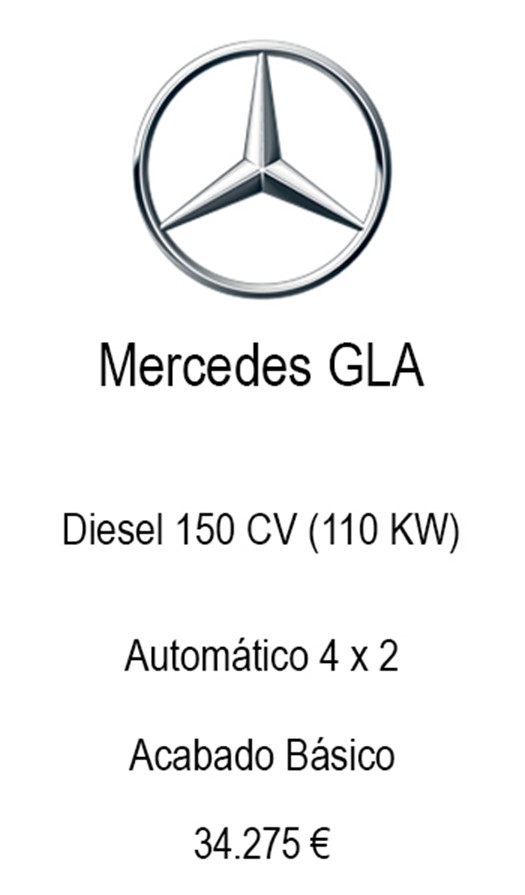 Mercedes GLA
Diesel 150 CV (110 KW)
Automático 4 x 2
Acabado Básico
34.275 €